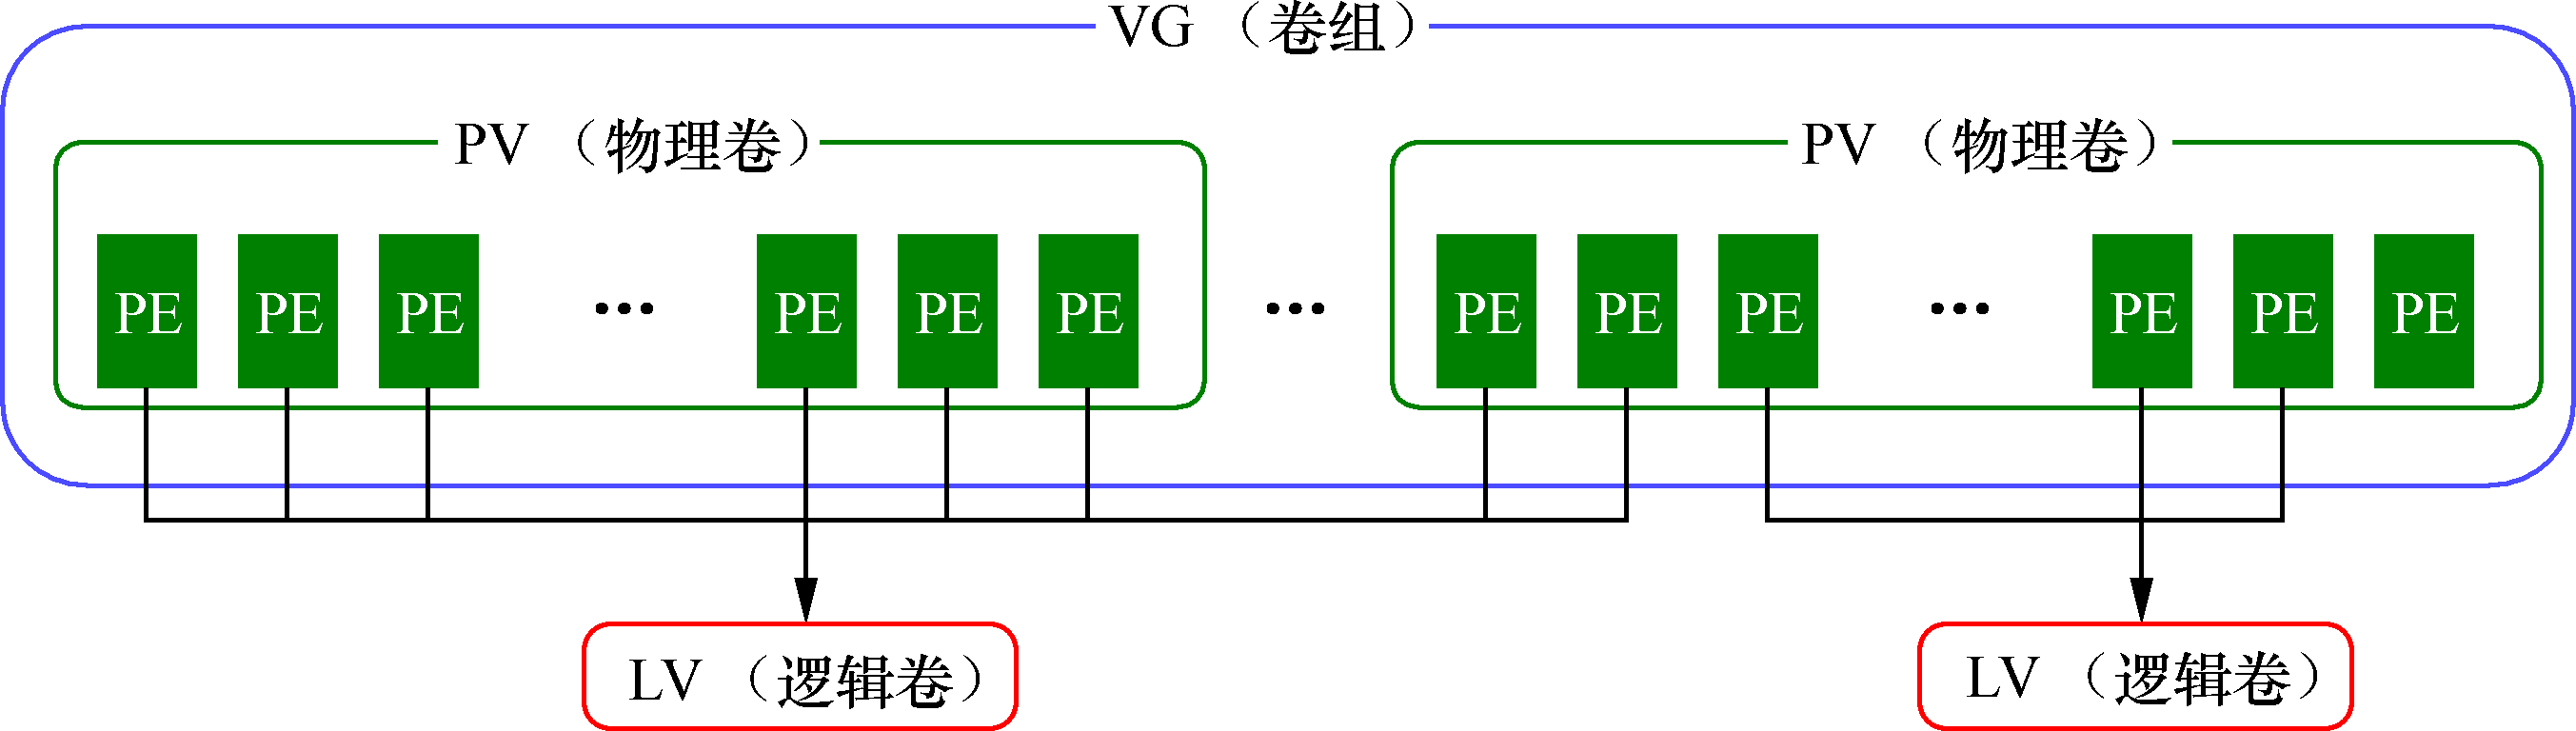 VG （卷组）
PV （物理卷） PV （物理卷）
PE PE PE ... PE PE PE ... PE PE PE ... PE PE PE
LV （逻辑卷） LV （逻辑卷）